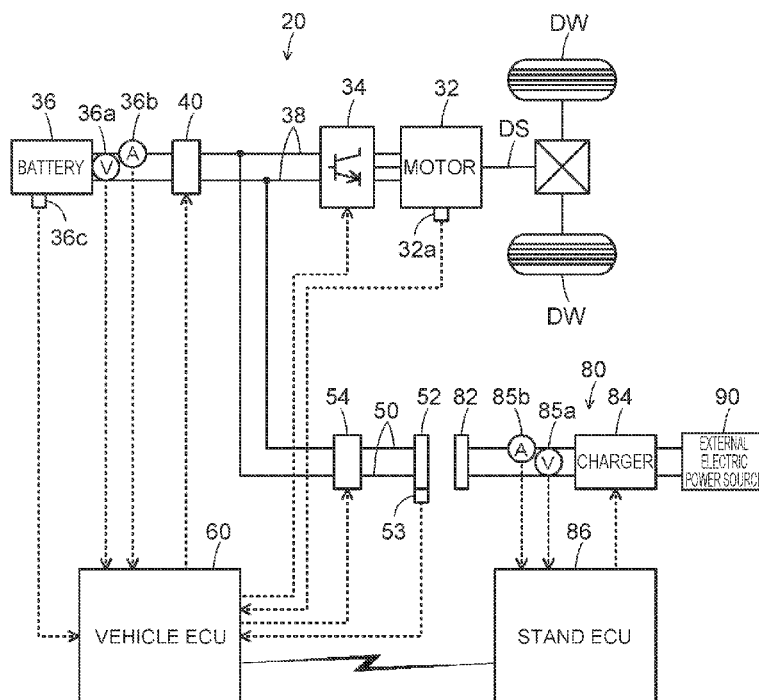 20
DW
36
36a
36b
40
34
32
38
DS
BATTERY
V
A
MOTOR
36c
32a
DW
80
54
50
52
82
85b
85a
84
90
A
V
CHARGER
EXTERNAL
ELECTRIC
POWER SOURCE
53
60
86
VEHICLE ECU
STAND ECU